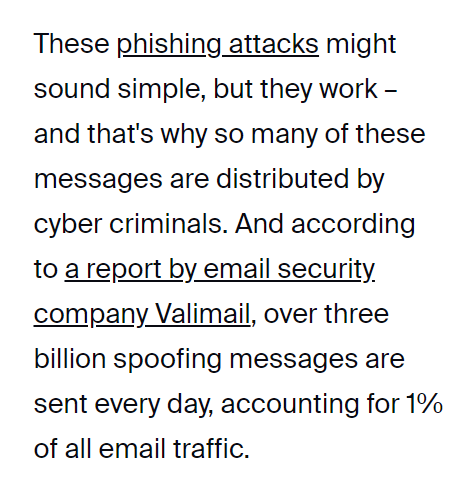 These phishing attacks might
sound simple, but they work –
and that's why so many of these
messages are distributed by
cyber criminals. And according
to a report by email security
company Valimail, over three
billion spoofing messages are
sent every day, accounting for 1%
of all email traffic.